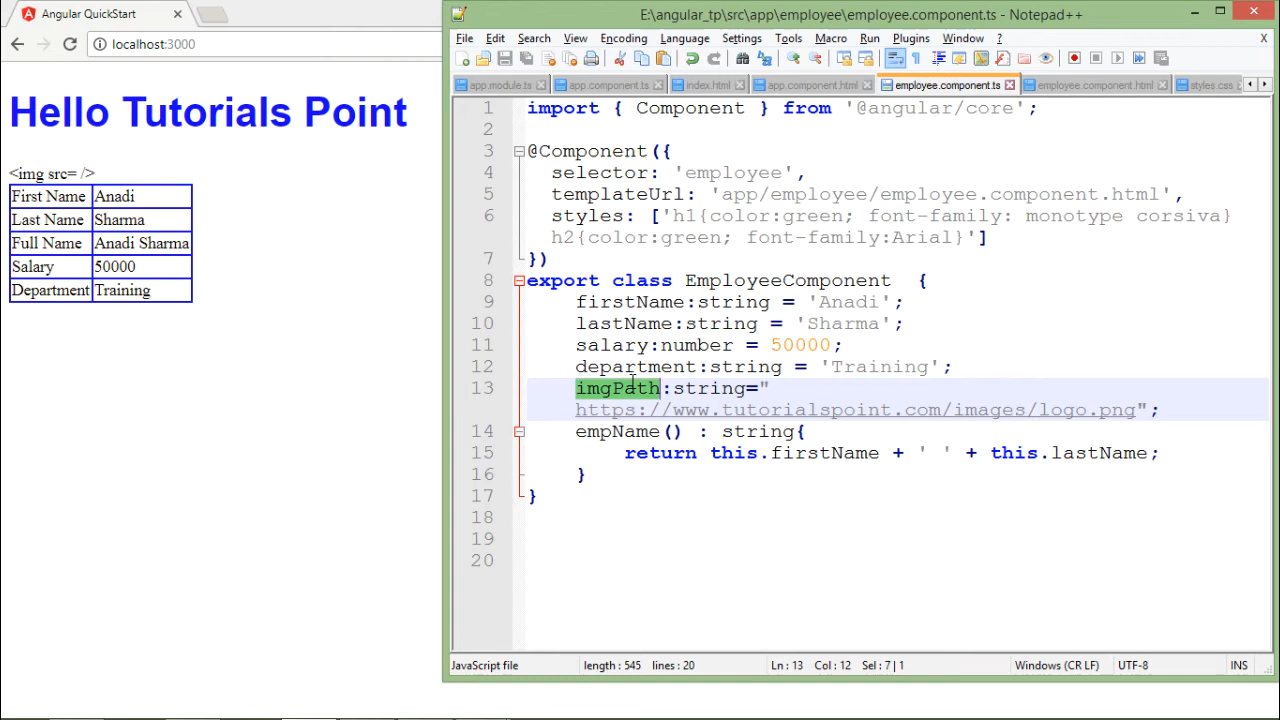 Angular QuickStart
localhost:3000
Hello Tutorials Point
<img src= />
First Name Anadi
Last Name Sharma
Full Name Anadi Sharma
Salary 50000
Department Training
E:\angular_tp\src\app\employee\employee.component.ts - Notepad++
File Edit Search View Encoding Language Settings Tools Macro Run Plugins Window ? X
app.module.ts app.component.ts index.html app.component.html employee.component.ts employee.component.html styles.css
1 import { Component } from '@angular/core';
2
3 @Component({
4 selector: 'employee',
5 templateUrl: 'app/employee/employee.component.html',
6 styles: ['h1{color:green; font-family: monotype corsiva}
h2{color:green; font-family:Arial}']
7 })
8 export class EmployeeComponent {
9 firstName:string = 'Anadi';
10 lastName:string = 'Sharma';
11 salary:number = 50000;
12 department:string = 'Training';
13 imgPath:string="
https://www.tutorialspoint.com/images/logo.png";
14 empName() : string{
15 return this.firstName + ' ' + this.lastName;
16 }
17 }
18
19
20
JavaScript file length : 545 lines : 20 Ln : 13 Col : 12 Sel : 7 | 1 Windows (CR LF) UTF-8 INS